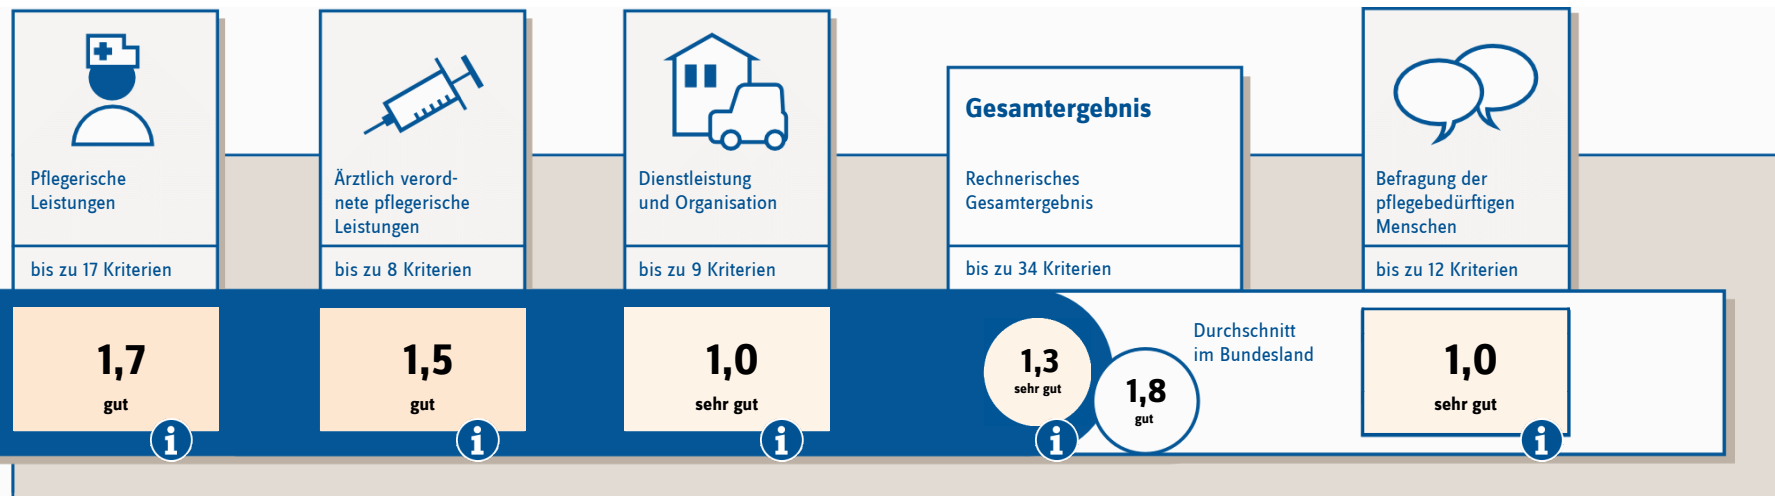 Pflegerische
Leistungen
bis zu 17 Kriterien
1,7
gut
i
Ärztlich verord-
nete pflegerische
Leistungen
bis zu 8 Kriterien
1,5
gut
i
Dienstleistung
und Organisation
bis zu 9 Kriterien
1,0
sehr gut
i
Gesamtergebnis
Rechnerisches
Gesamtergebnis
bis zu 34 Kriterien
1,3
sehr gut
i
1,8
gut
Durchschnitt
im Bundesland
Befragung der
pflegebedürftigen
Menschen
bis zu 12 Kriterien
1,0
sehr gut
i